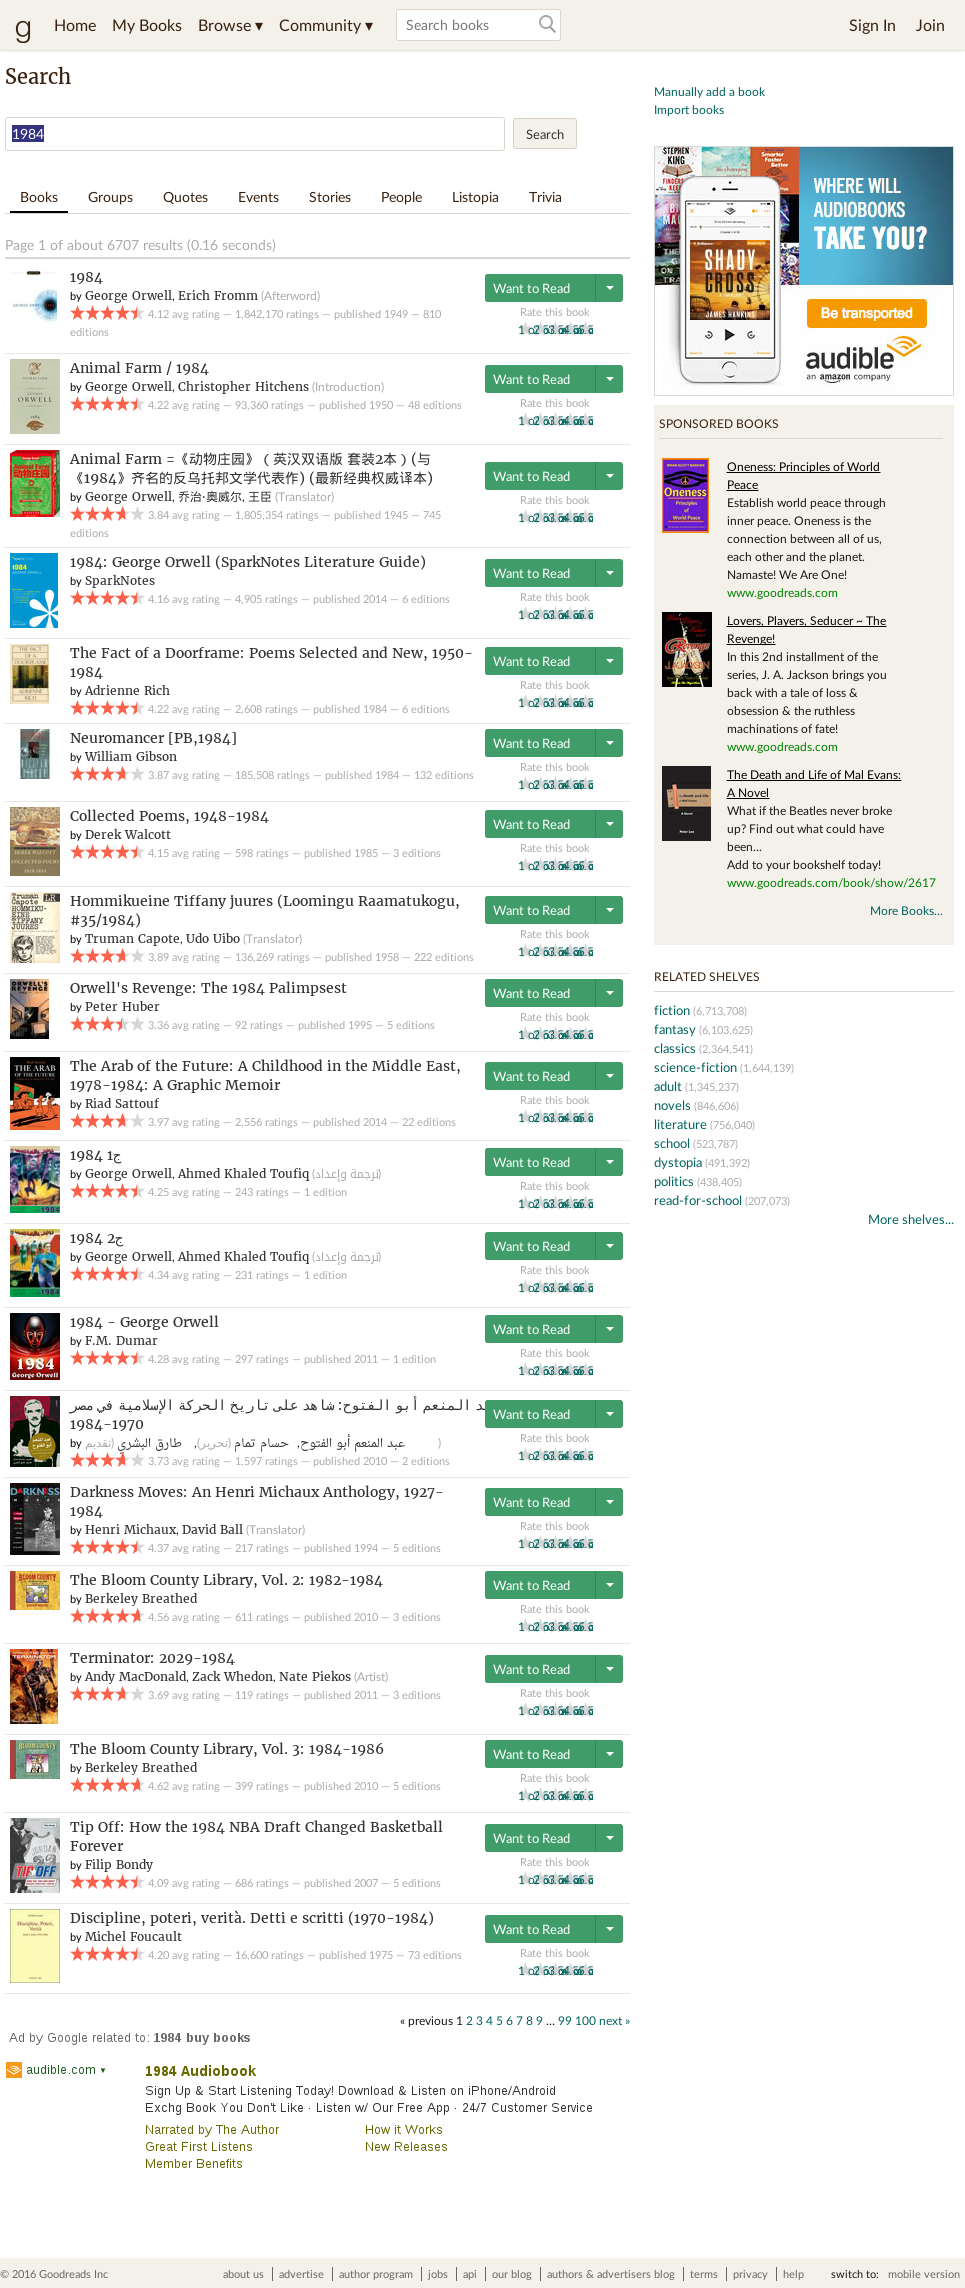 g Home My Books Browse ▾ Community ▾ Search books Sign In Join
Search
1984 Search
Books Groups Quotes Events Stories People Listopia Trivia
Page 1 of about 6707 results (0.16 seconds)
1984
by George Orwell, Erich Fromm (Afterword)
4.12 avg rating — 1,842,170 ratings — published 1949 — 810
editions
Want to Read
Rate this book
Animal Farm / 1984
by George Orwell, Christopher Hitchens (Introduction)
4.22 avg rating — 93,360 ratings — published 1950 — 48 editions
Want to Read
Rate this book
Animal Farm =《动物庄园》 ( 英汉双语版 套装2本 ) (与
《1984》齐名的反乌托邦文学代表作) (最新经典权威译本)
by George Orwell, 乔治·奥威尔, 王臣 (Translator)
3.84 avg rating — 1,805,354 ratings — published 1945 — 745
editions
Want to Read
Rate this book
1984: George Orwell (SparkNotes Literature Guide)
by SparkNotes
4.16 avg rating — 4,905 ratings — published 2014 — 6 editions
Want to Read
Rate this book
The Fact of a Doorframe: Poems Selected and New, 1950-
1984
by Adrienne Rich
4.22 avg rating — 2,608 ratings — published 1984 — 6 editions
Want to Read
Rate this book
Neuromancer [PB,1984]
by William Gibson
3.87 avg rating — 185,508 ratings — published 1984 — 132 editions
Want to Read
Rate this book
Collected Poems, 1948-1984
by Derek Walcott
4.15 avg rating — 598 ratings — published 1985 — 3 editions
Want to Read
Rate this book
Hommikueine Tiffany juures (Loomingu Raamatukogu,
#35/1984)
by Truman Capote, Udo Uibo (Translator)
3.89 avg rating — 136,269 ratings — published 1958 — 222 editions
Want to Read
Rate this book
Orwell's Revenge: The 1984 Palimpsest
by Peter Huber
3.36 avg rating — 92 ratings — published 1995 — 5 editions
Want to Read
Rate this book
The Arab of the Future: A Childhood in the Middle East,
1978-1984: A Graphic Memoir
by Riad Sattouf
3.97 avg rating — 2,556 ratings — published 2014 — 22 editions
Want to Read
Rate this book
1984 ج1
by George Orwell, Ahmed Khaled Toufiq (ترجمة وإعداد)
4.25 avg rating — 243 ratings — 1 edition
Want to Read
Rate this book
1984 ج2
by George Orwell, Ahmed Khaled Toufiq (ترجمة وإعداد)
4.34 avg rating — 231 ratings — 1 edition
Want to Read
Rate this book
1984 - George Orwell
by F.M. Dumar
4.28 avg rating — 297 ratings — published 2011 — 1 edition
Want to Read
Rate this book
المنعم أبو الفتوح: شاهد على تاريخ الحركة الإسلامية في مصر
1984-1970
by عبد المنعم أبو الفتوح, حسام تمام (تحرير), طارق البشري (تقديم)
3.73 avg rating — 1,597 ratings — published 2010 — 2 editions
Want to Read
Rate this book
Darkness Moves: An Henri Michaux Anthology, 1927-
1984
by Henri Michaux, David Ball (Translator)
4.37 avg rating — 217 ratings — published 1994 — 5 editions
Want to Read
Rate this book
The Bloom County Library, Vol. 2: 1982-1984
by Berkeley Breathed
4.56 avg rating — 611 ratings — published 2010 — 3 editions
Want to Read
Rate this book
Terminator: 2029-1984
by Andy MacDonald, Zack Whedon, Nate Piekos (Artist)
3.69 avg rating — 119 ratings — published 2011 — 3 editions
Want to Read
Rate this book
The Bloom County Library, Vol. 3: 1984-1986
by Berkeley Breathed
4.62 avg rating — 399 ratings — published 2010 — 5 editions
Want to Read
Rate this book
Tip Off: How the 1984 NBA Draft Changed Basketball
Forever
by Filip Bondy
4.09 avg rating — 686 ratings — published 2007 — 5 editions
Want to Read
Rate this book
Discipline, poteri, verità. Detti e scritti (1970-1984)
by Michel Foucault
4.20 avg rating — 16,600 ratings — published 1975 — 73 editions
Want to Read
Rate this book
« previous 1 2 3 4 5 6 7 8 9 … 99 100 next »
Ad by Google related to: 1984 buy books
audible.com ▾
1984 Audiobook
Sign Up & Start Listening Today! Download & Listen on iPhone/Android
Exchg Book You Don't Like · Listen w/ Our Free App · 24/7 Customer Service
Narrated by The Author How it Works
Great First Listens New Releases
Member Benefits
Manually add a book
Import books
STEPHEN
KING
Smarter
Faster
Better
SHADY
CROSS
JAMES HANKINS
WHERE WILL
AUDIOBOOKS
TAKE YOU?
Be transported
audible
an amazon company
SPONSORED BOOKS
Oneness: Principles of World
Peace
Establish world peace through
inner peace. Oneness is the
connection between all of us,
each other and the planet.
Namaste! We Are One!
www.goodreads.com
Lovers, Players, Seducer ~ The
Revenge!
In this 2nd installment of the
series, J. A. Jackson brings you
back with a tale of loss &
obsession & the ruthless
machinations of fate!
www.goodreads.com
The Death and Life of Mal Evans:
A Novel
What if the Beatles never broke
up? Find out what could have
been...
Add to your bookshelf today!
www.goodreads.com/book/show/2617
More Books...
RELATED SHELVES
fiction (6,713,708)
fantasy (6,103,625)
classics (2,364,541)
science-fiction (1,644,139)
adult (1,345,237)
novels (846,606)
literature (756,040)
school (523,787)
dystopia (491,392)
politics (438,405)
read-for-school (207,073)
More shelves...
© 2016 Goodreads Inc about us advertise author program jobs api our blog authors & advertisers blog terms privacy help switch to: mobile version